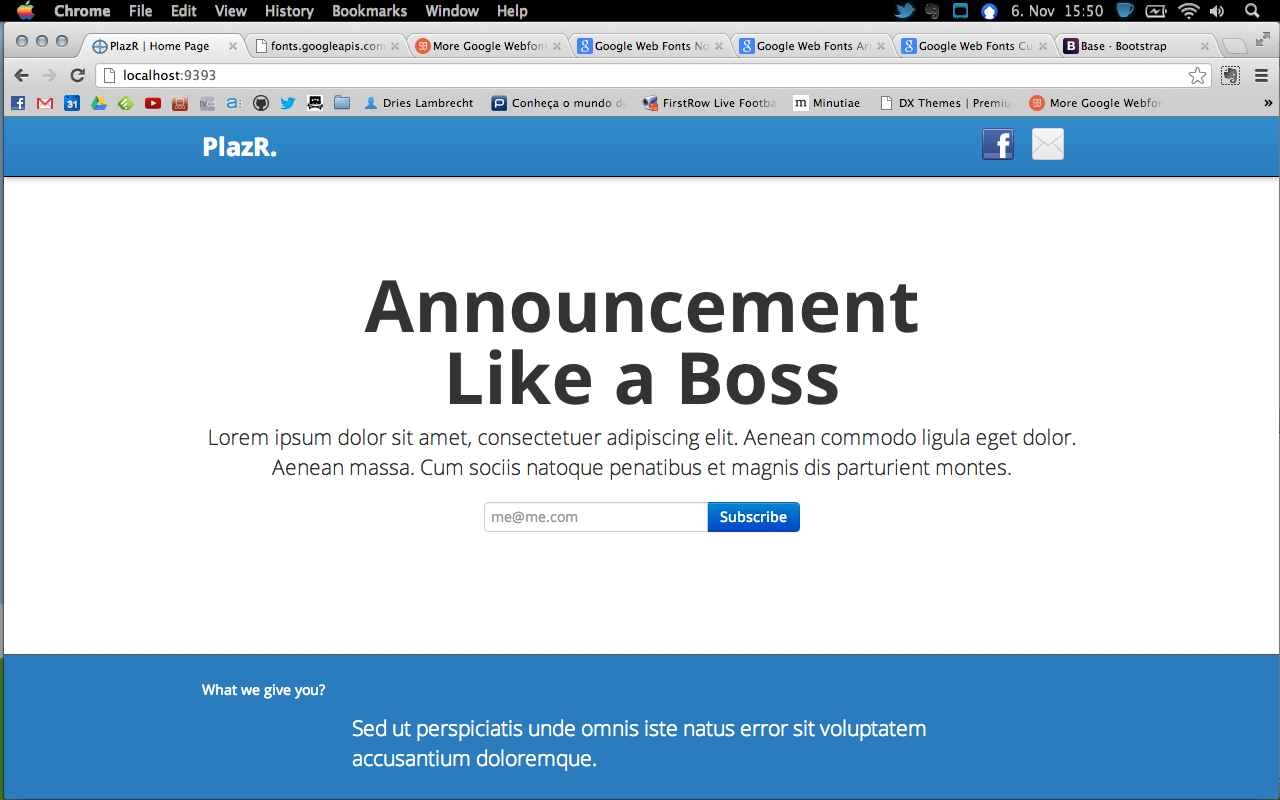 Chrome File Edit View History Bookmarks Window Help 6. Nov 15:50
PlazR | Home Page fonts.googleapis.com More Google Webfont Google Web Fonts No Google Web Fonts Google Web Fonts Cu Base · Bootstrap
localhost:9393
Dries Lambrecht Conheça o mundo d FirstRow Live Footba m Minutiae DX Themes | Premiu More Google Webfon »
PlazR.
Announcement
Like a Boss
Lorem ipsum dolor sit amet, consectetuer adipiscing elit. Aenean commodo ligula eget dolor.
Aenean massa. Cum sociis natoque penatibus et magnis dis parturient montes.
me@me.com Subscribe
What we give you?
Sed ut perspiciatis unde omnis iste natus error sit voluptatem
accusantium doloremque.